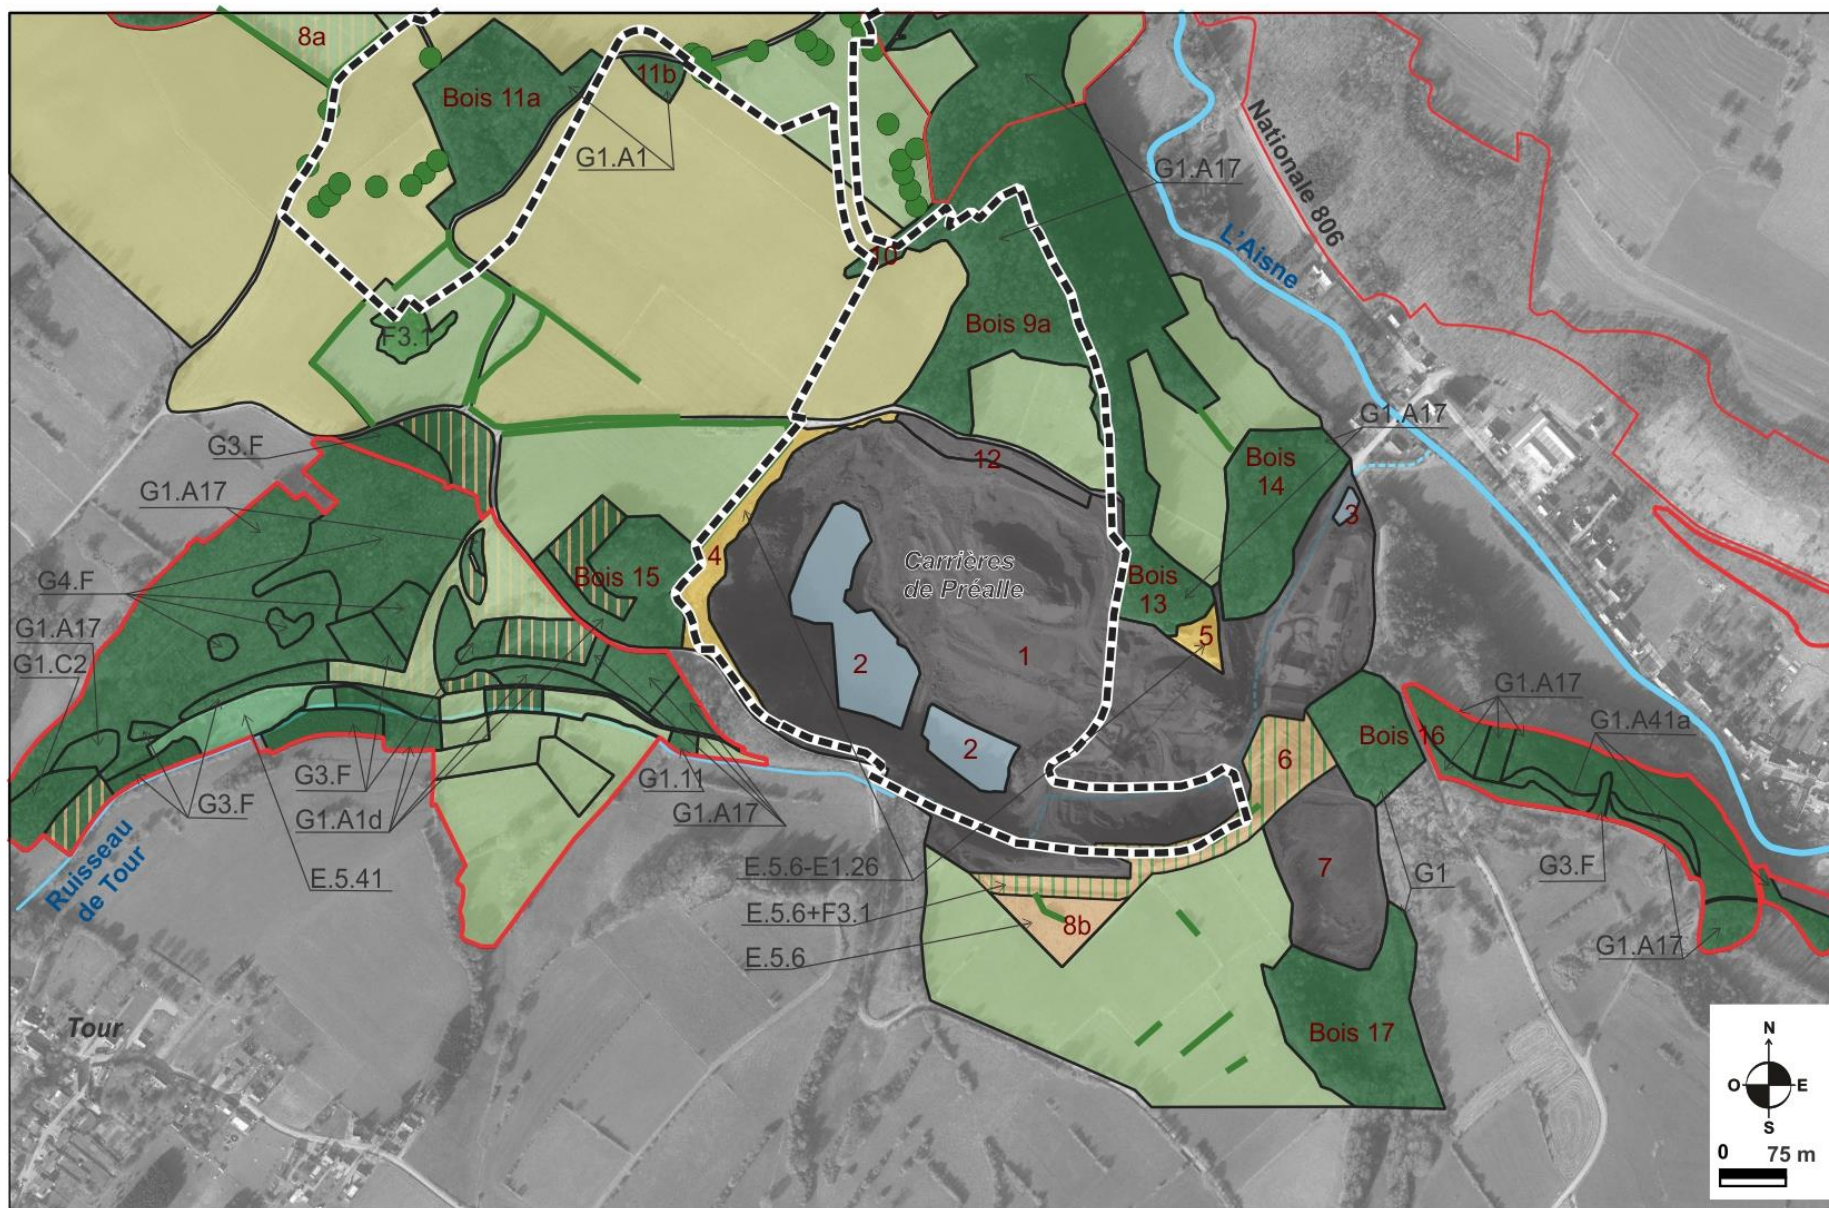 8a
11b
Bois 11a
G1.A1
G1.A17
Nationale 806
L'Aisne
10
F3.1
Bois 9a
G1.A17
G3.F
12
Bois
14
G1.A17
3
Carrières
de Préalle
4
Bois 15
Bois
13
G4.F
5
G1.A17
G1.C2
2
1
G1.A17
Bois 16
G1.A41a
2
6
G3.F
G3.F
G1.11
G1.A1d
G1.A17
E.5.6-E1.26
7
G1
G3.F
E.5.41
Ruisseau
de Tour
E.5.6+F3.1
8b
E.5.6
G1.A17
Tour
Bois 17
N
O
E
S
0 75 m